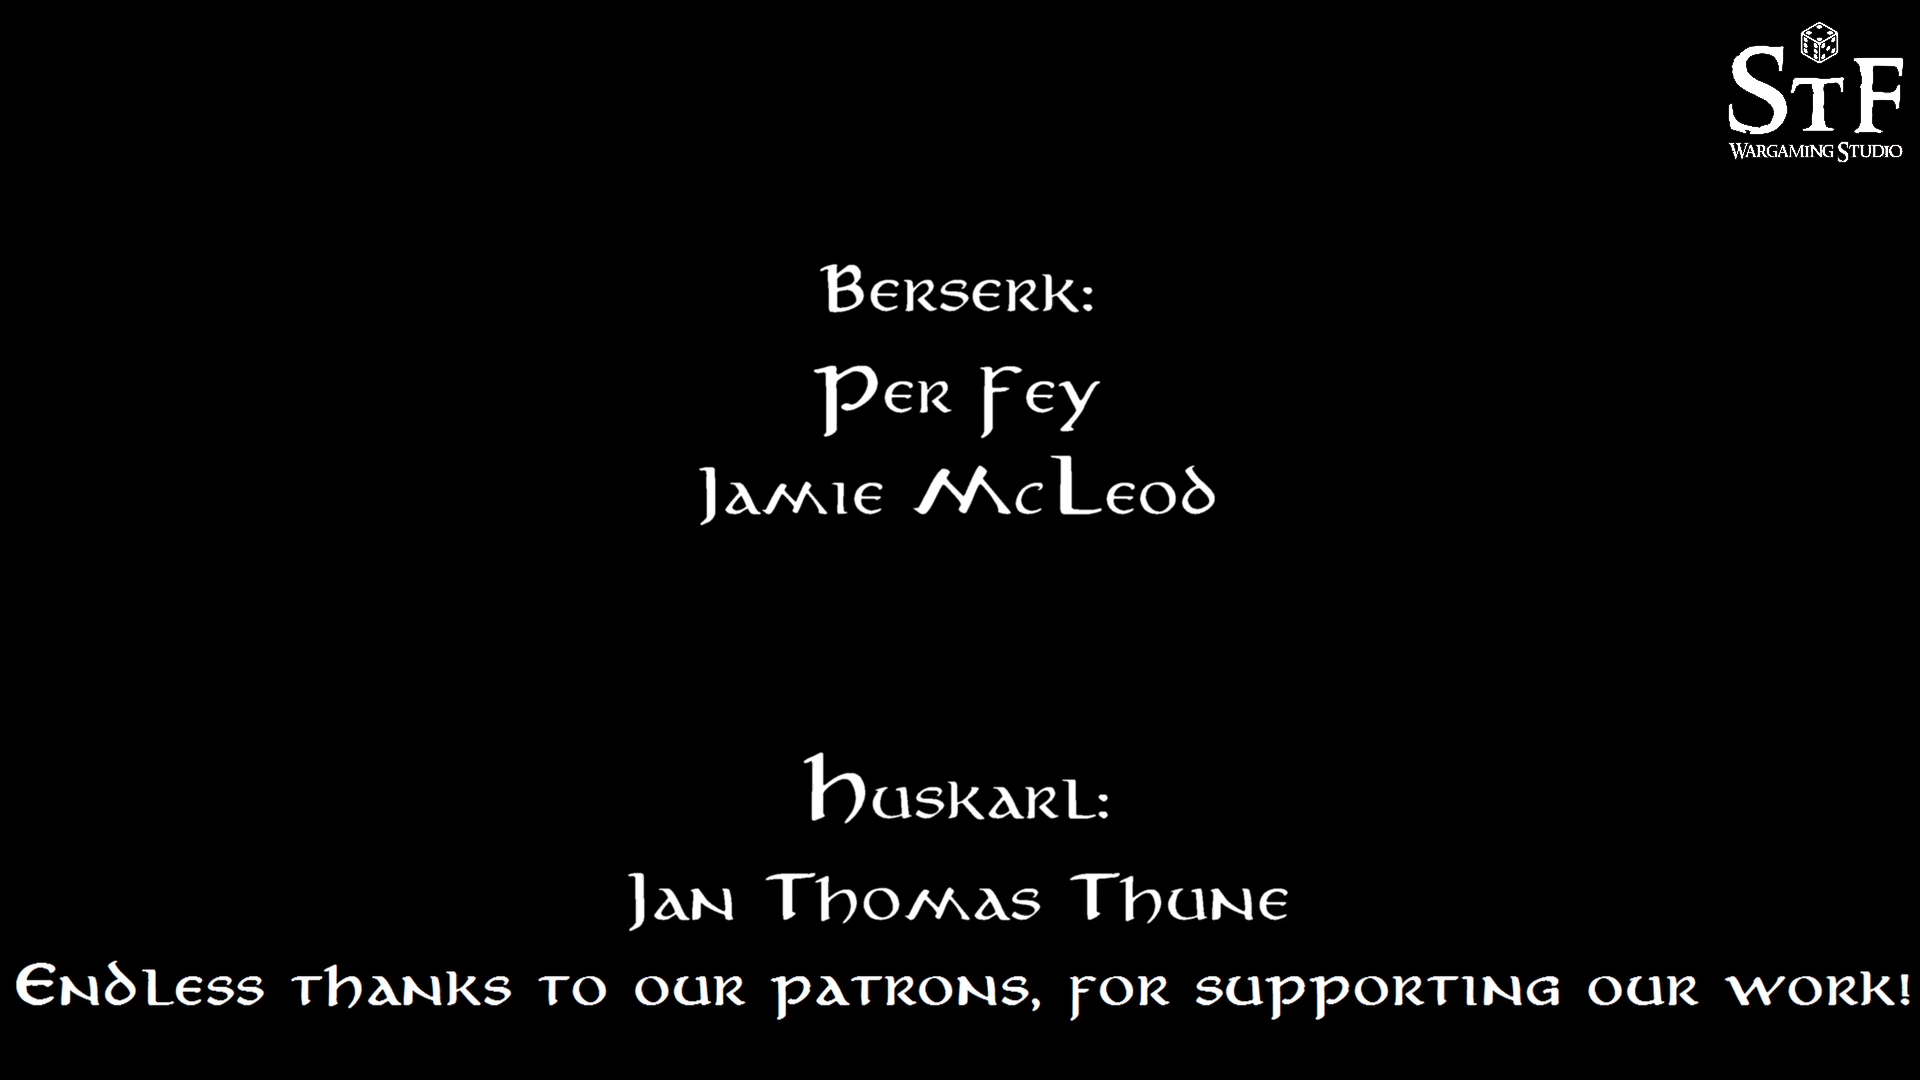 StF
Wargaming Studio
Berserk:
Per Fey
Jamie McLeod
Huskarl:
Jan Thomas Thune
Endless thanks to our patrons, for supporting our work!